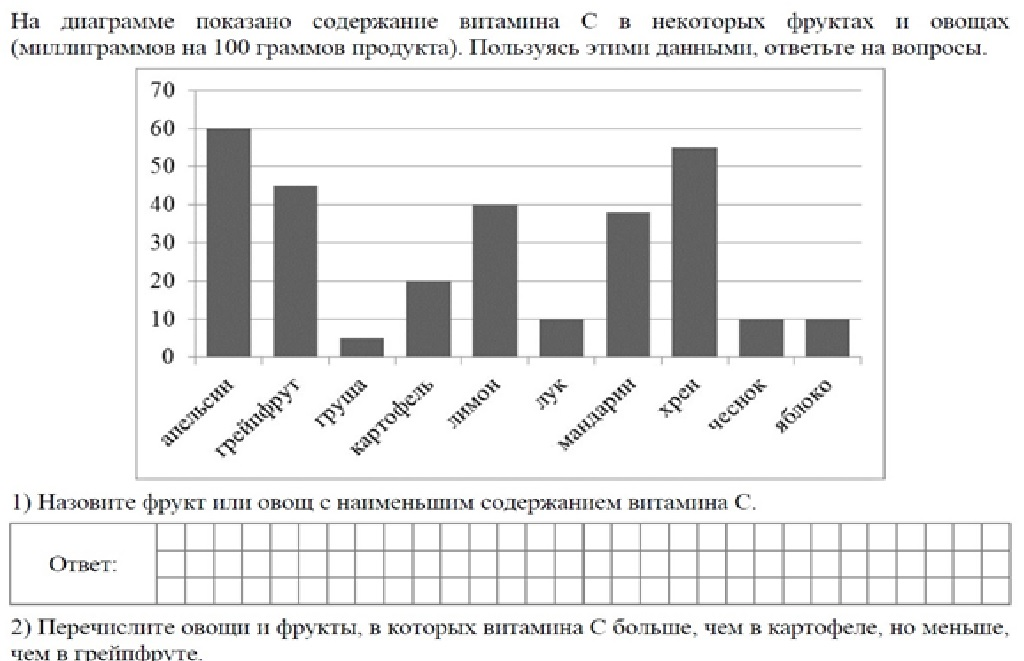 На диаграмме показано содержание витамина С в некоторых фруктах и овощах
(миллиграммов на 100 граммов продукта). Пользуясь этими данными, ответьте на вопросы.
70
60
50
40
30
20
10
0
апельсин
грейпфрут
груша
картофель
лимон
лук
мандарин
хрен
чеснок
яблоко
1) Назовите фрукт или овощ с наименьшим содержанием витамина С.
Ответ:
2) Перечислите овощи и фрукты, в которых витамина С больше, чем в картофеле, но меньше,
чем в грейпфруте.